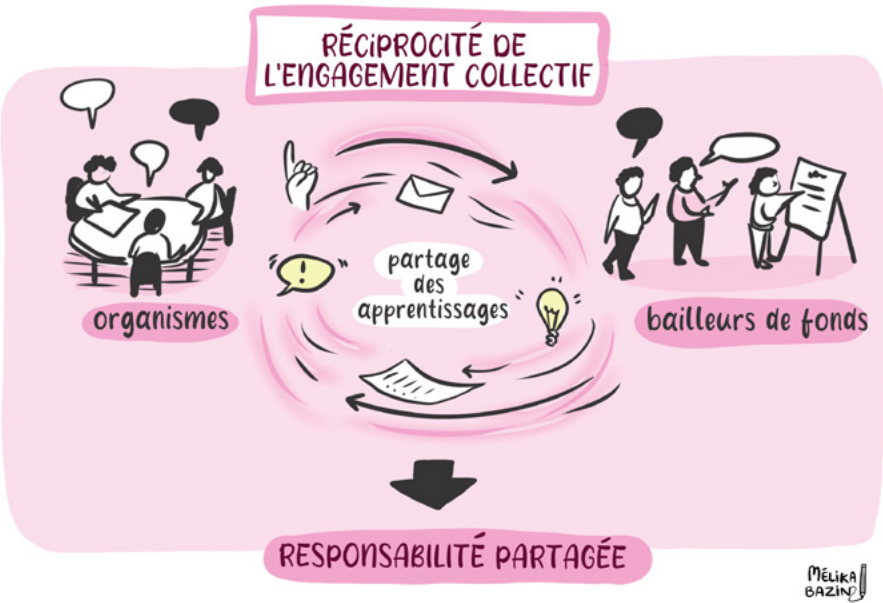 RÉCIPROCITÉ DE
L'ENGAGEMENT COLLECTIF
partage
des
apprentissages
organismes
bailleurs de fonds
RESPONSABILITÉ PARTAGÉE
MÉLIKA
BAZIN